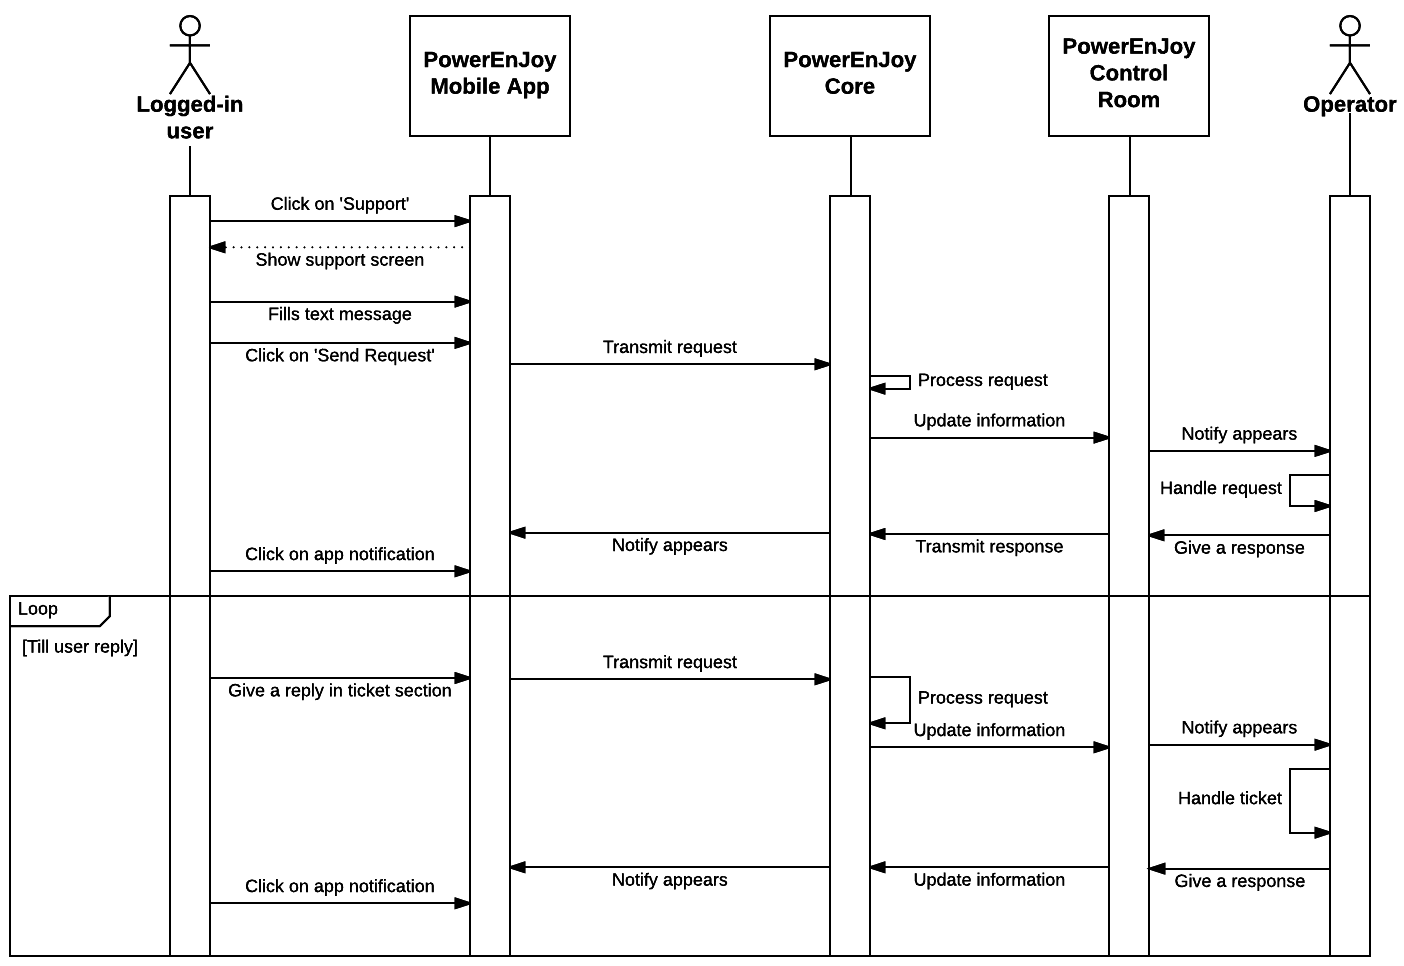 Logged-in
user
PowerEnJoy
Mobile App
PowerEnJoy
Core
PowerEnJoy
Control
Room
Operator
Click on 'Support'
Show support screen
Fills text message
Click on 'Send Request'
Transmit request
Process request
Update information
Notify appears
Handle request
Give a response
Transmit response
Notify appears
Click on app notification
Loop
[Till user reply]
Give a reply in ticket section
Transmit request
Process request
Update information
Notify appears
Handle ticket
Give a response
Update information
Notify appears
Click on app notification